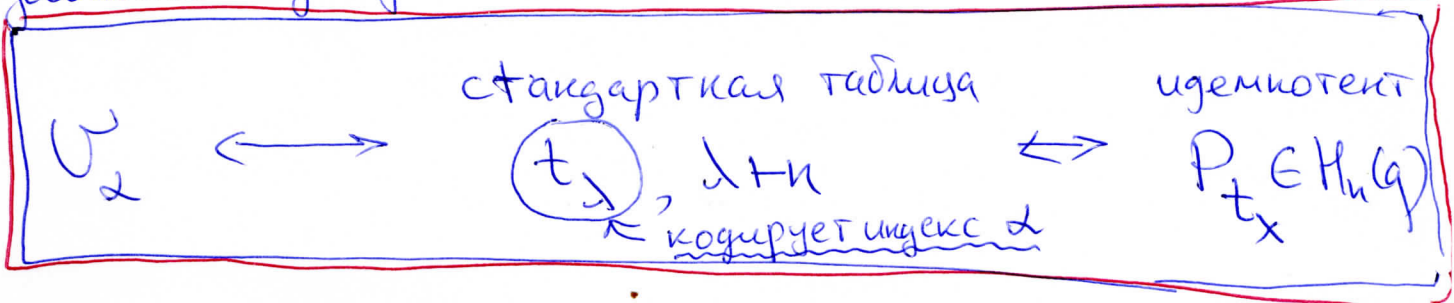 стандартная таблица идемпотент
v_α ⟷ t_λ, λ ⊢ n ⟷ P_{t_λ} ∈ H_n(q)
кодирует индекс α